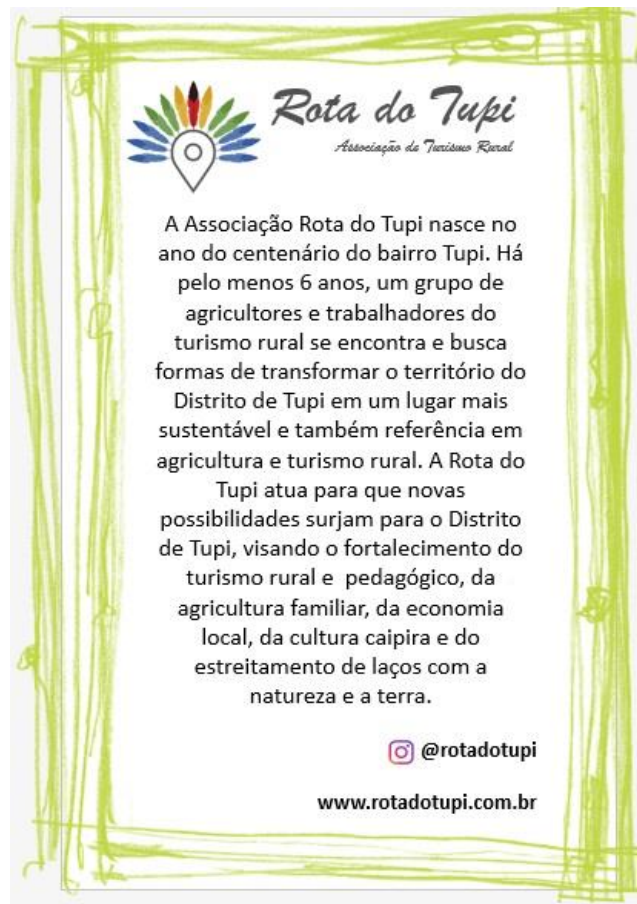 Rota do Tupi
Associação de Turismo Rural
A Associação Rota do Tupi nasce no
ano do centenário do bairro Tupi. Há
pelo menos 6 anos, um grupo de
agricultores e trabalhadores do
turismo rural se encontra e busca
formas de transformar o território do
Distrito de Tupi em um lugar mais
sustentável e também referência em
agricultura e turismo rural. A Rota do
Tupi atua para que novas
possibilidades surjam para o Distrito
de Tupi, visando o fortalecimento do
turismo rural e pedagógico, da
agricultura familiar, da economia
local, da cultura caipira e do
estreitamento de laços com a
natureza e a terra.
@rotadotupi
www.rotadotupi.com.br